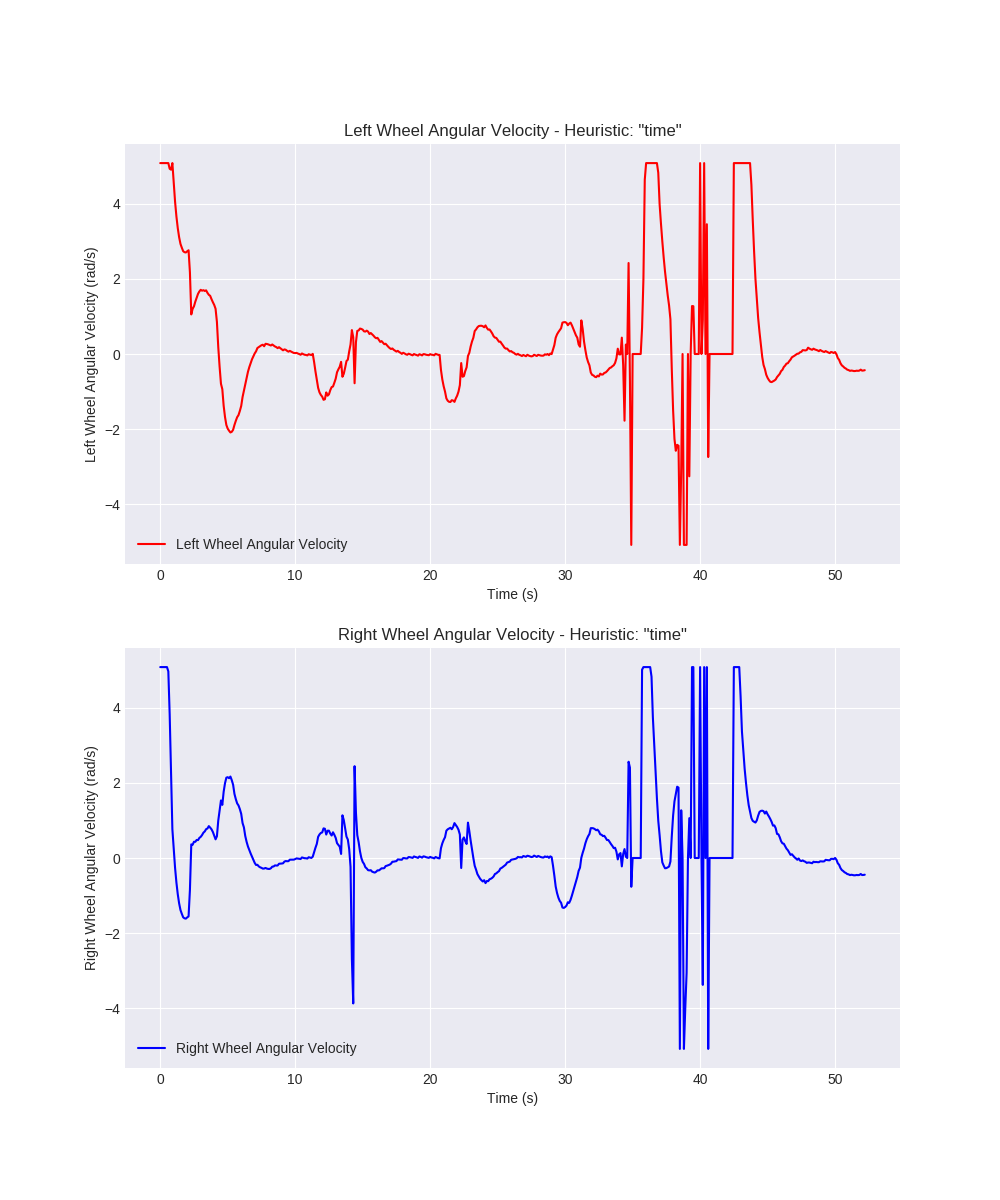 Left Wheel Angular Velocity - Heuristic: "time"
Left Wheel Angular Velocity (rad/s)
4
2
0
−2
−4
Left Wheel Angular Velocity
0 10 20 30 40 50
Time (s)
Right Wheel Angular Velocity - Heuristic: "time"
Right Wheel Angular Velocity (rad/s)
4
2
0
−2
−4
Right Wheel Angular Velocity
0 10 20 30 40 50
Time (s)